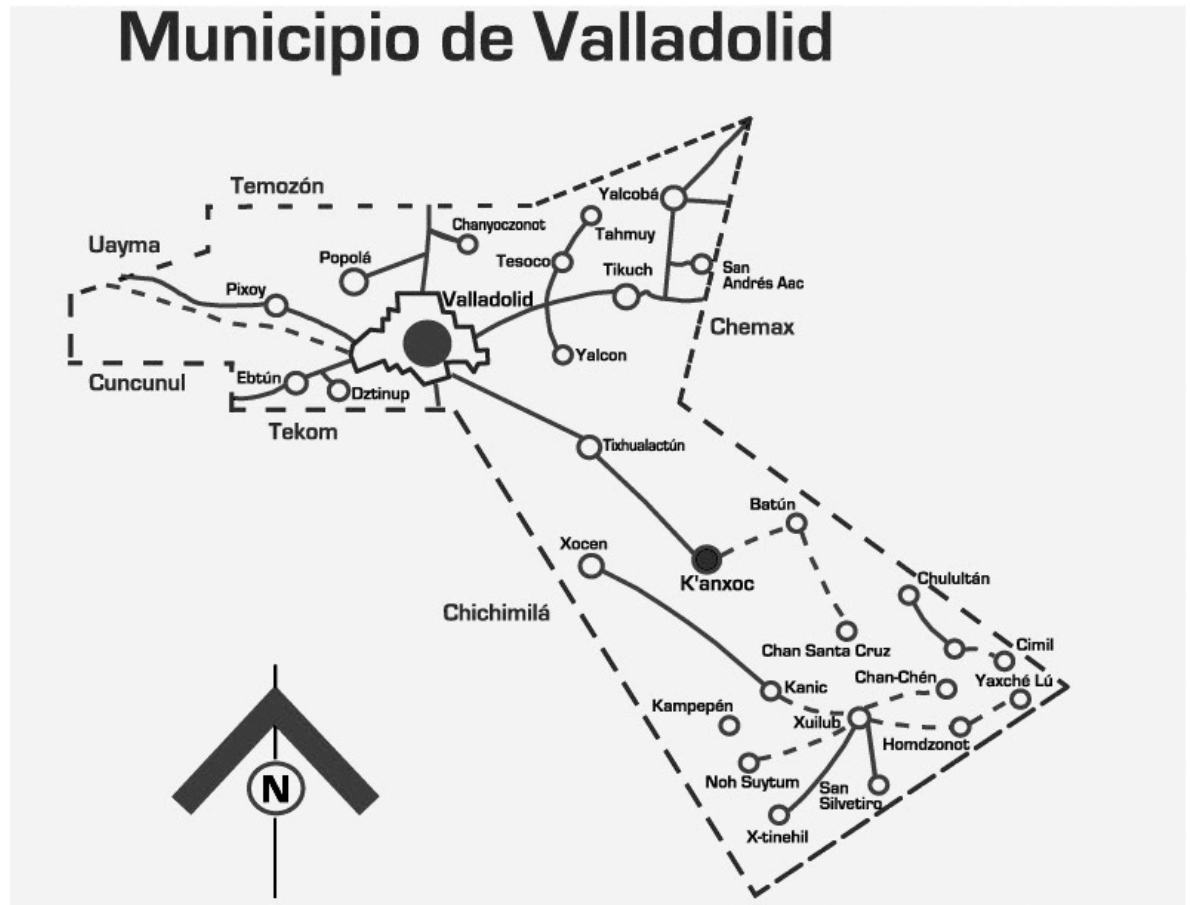 Municipio de Valladolid
Temozón
Yalcobá
Chanyoczonot
Tahmuy
Uayma
Popolá
Tesoco
Tikuch
San
Andrés Aac
Pixoy
Valladolid
Chemax
Yalcon
Cuncunul
Ebtún
Dztinup
Tekom
Tixhualactún
Batún
Xocen
K'anxoc
Chulultán
Chichimilá
Chan Santa Cruz
Cimil
Chan-Chén
Yaxché Lú
Kanic
Kampepén
Xuilub
Homdzonot
Noh Suytum
San
Silvetiro
X-tinehil
N